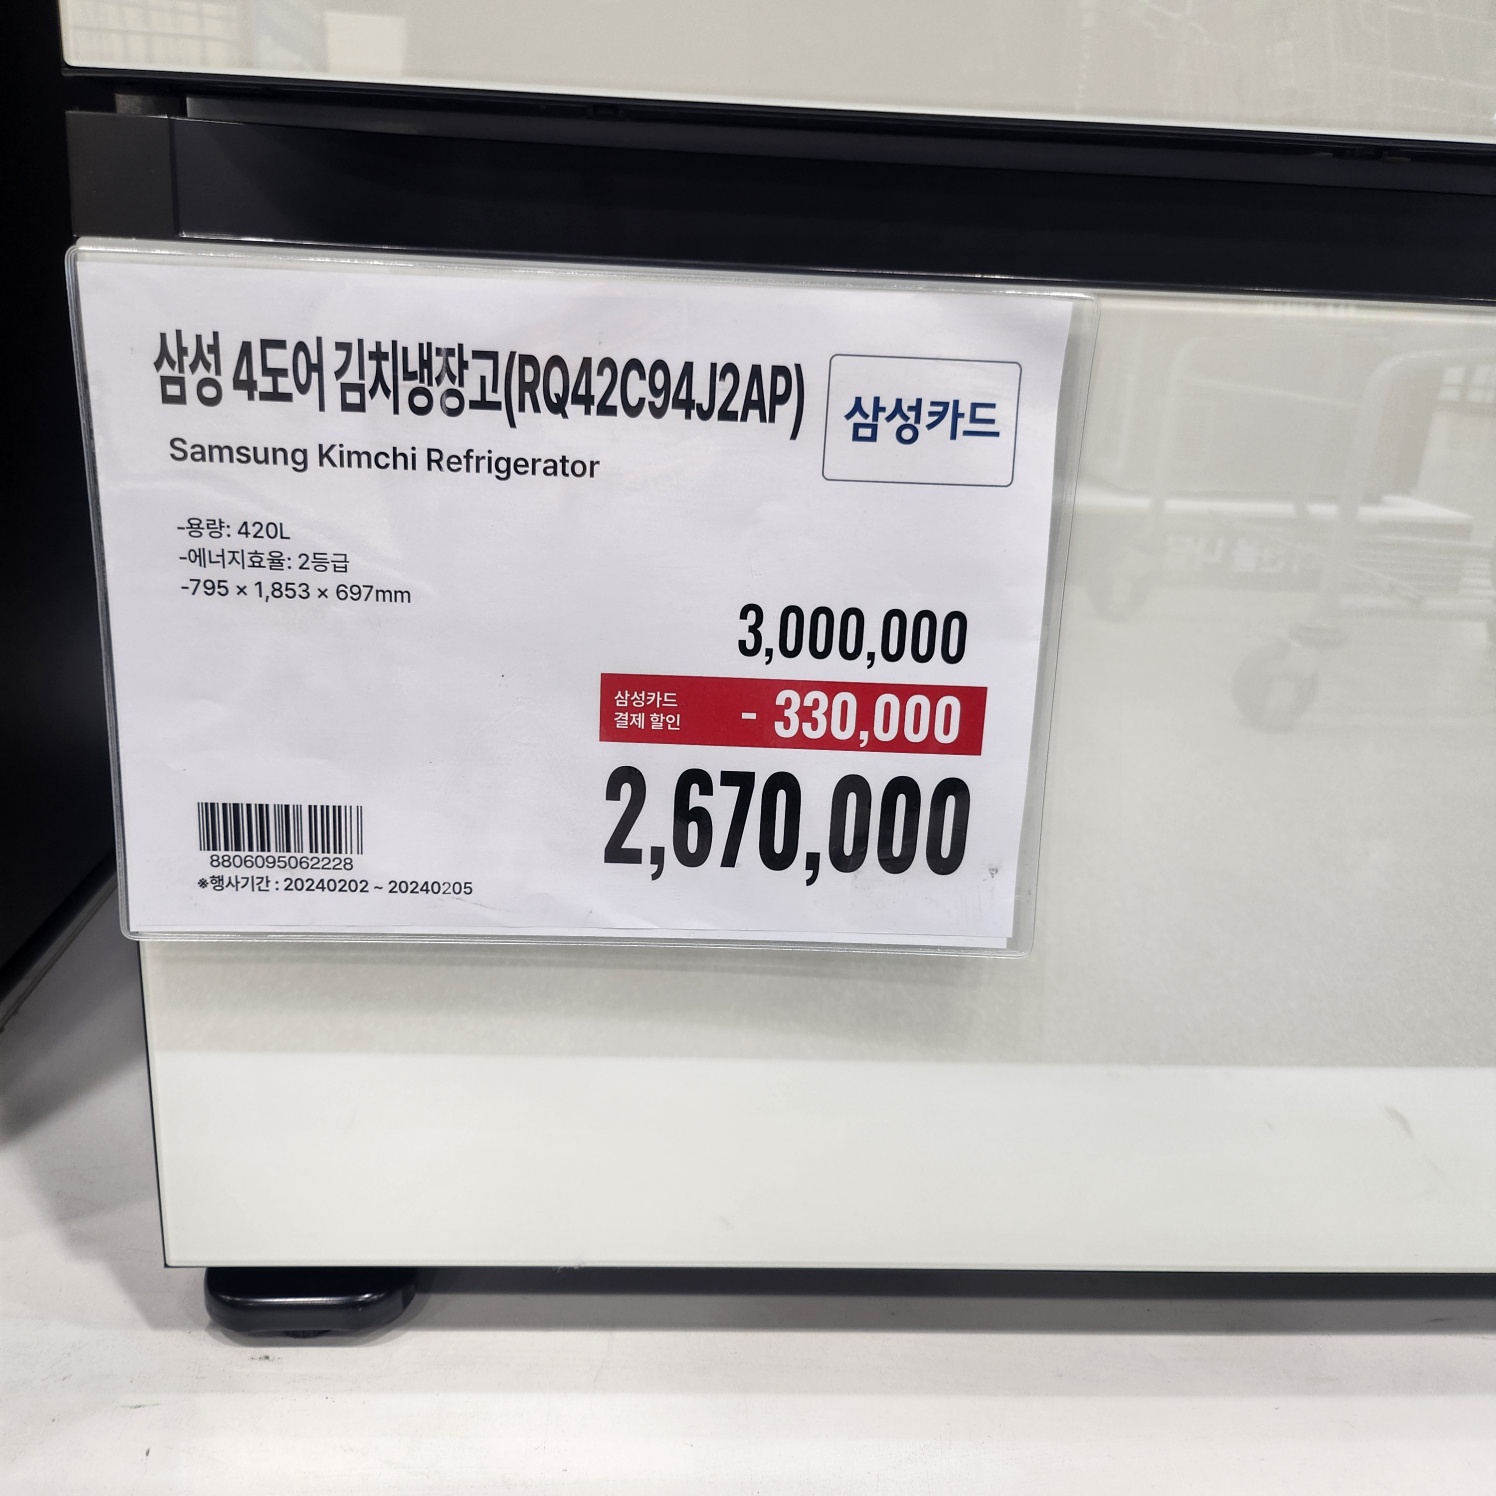 삼성 4도어 김치냉장고(RQ42C94J2AP)
삼성카드
Samsung Kimchi Refrigerator
-용량: 420L
-에너지효율: 2등급
-795 × 1,853 × 697mm
3,000,000
삼성카드
결제 할인
- 330,000
2,670,000
8806095062228
※행사기간 : 20240202 ~ 20240205